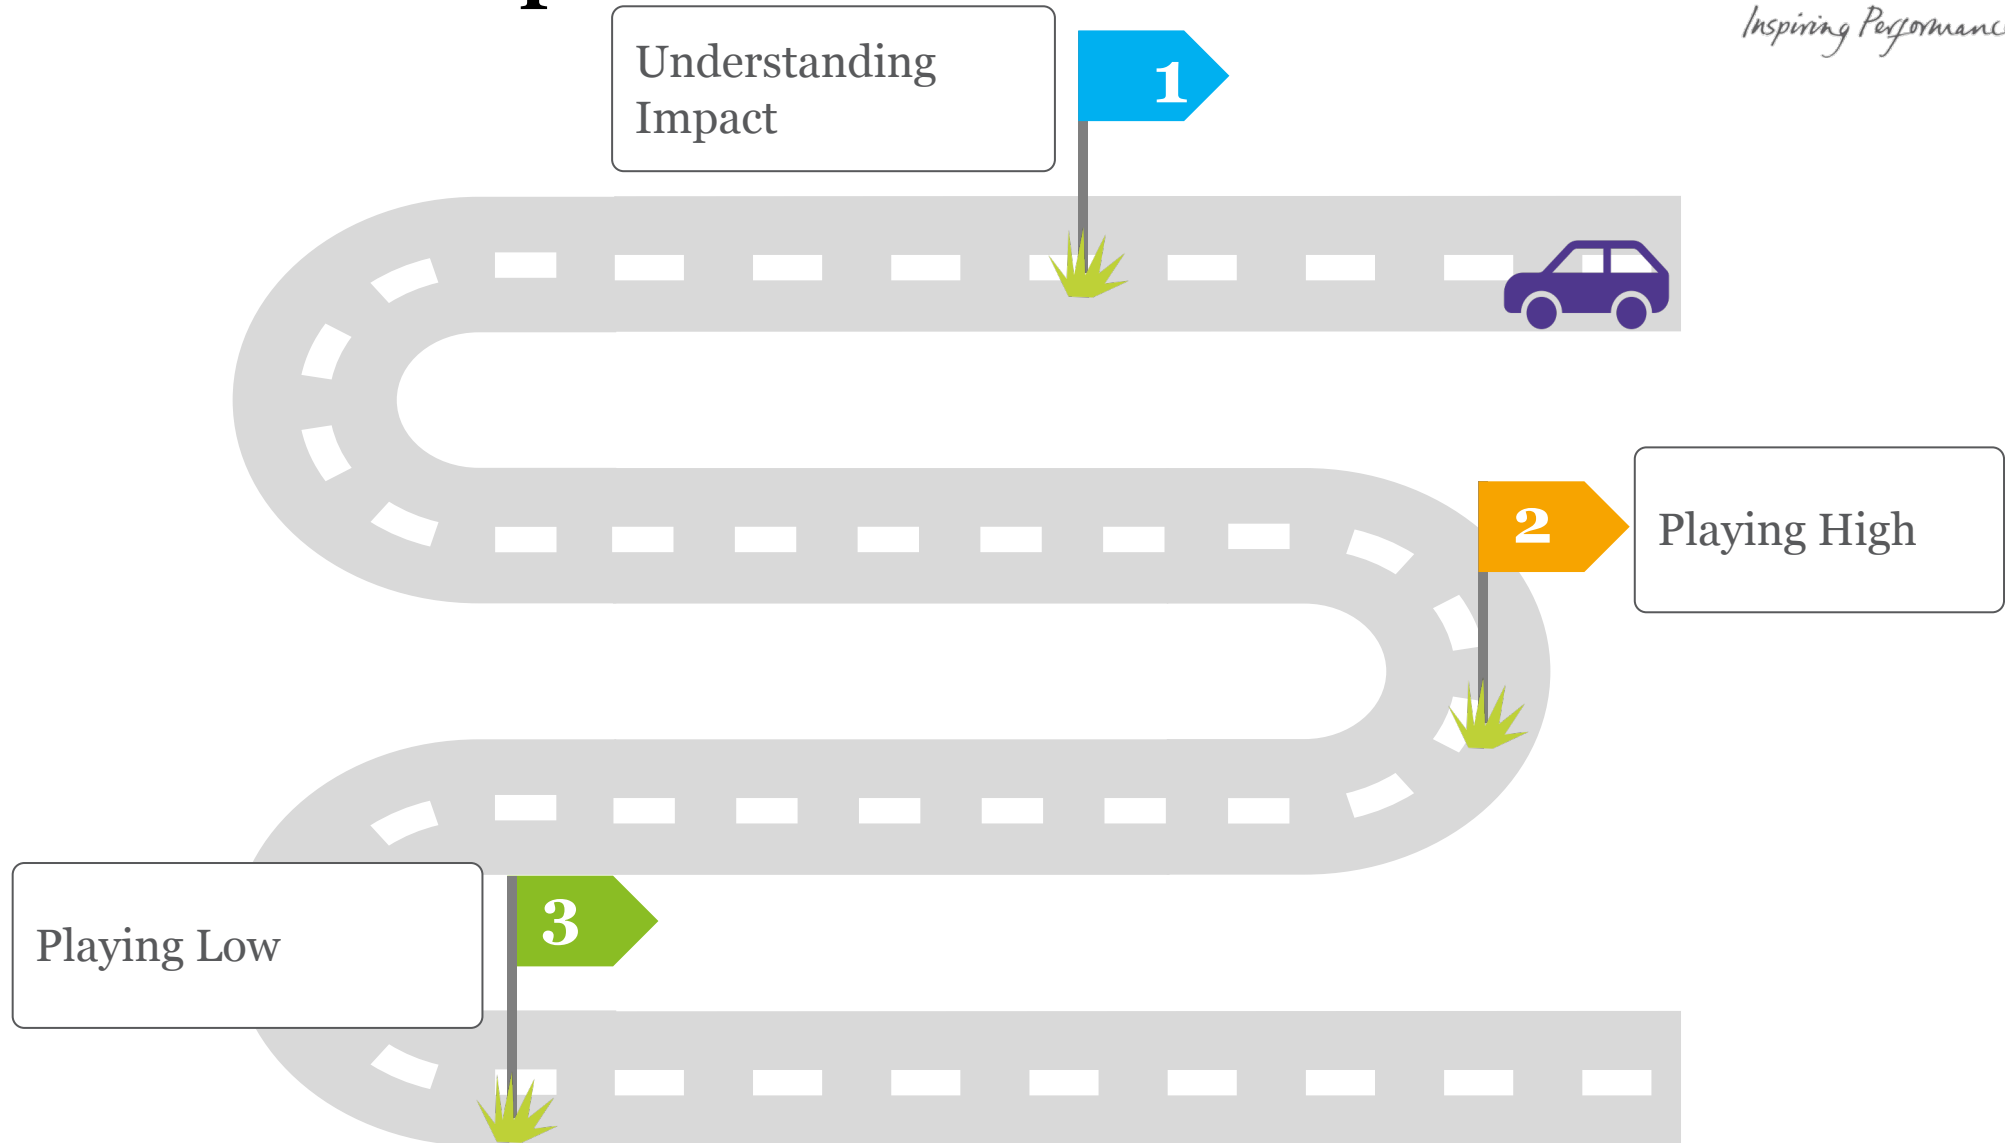 Inspiring Performance
Understanding
Impact
1
2
Playing High
3
Playing Low